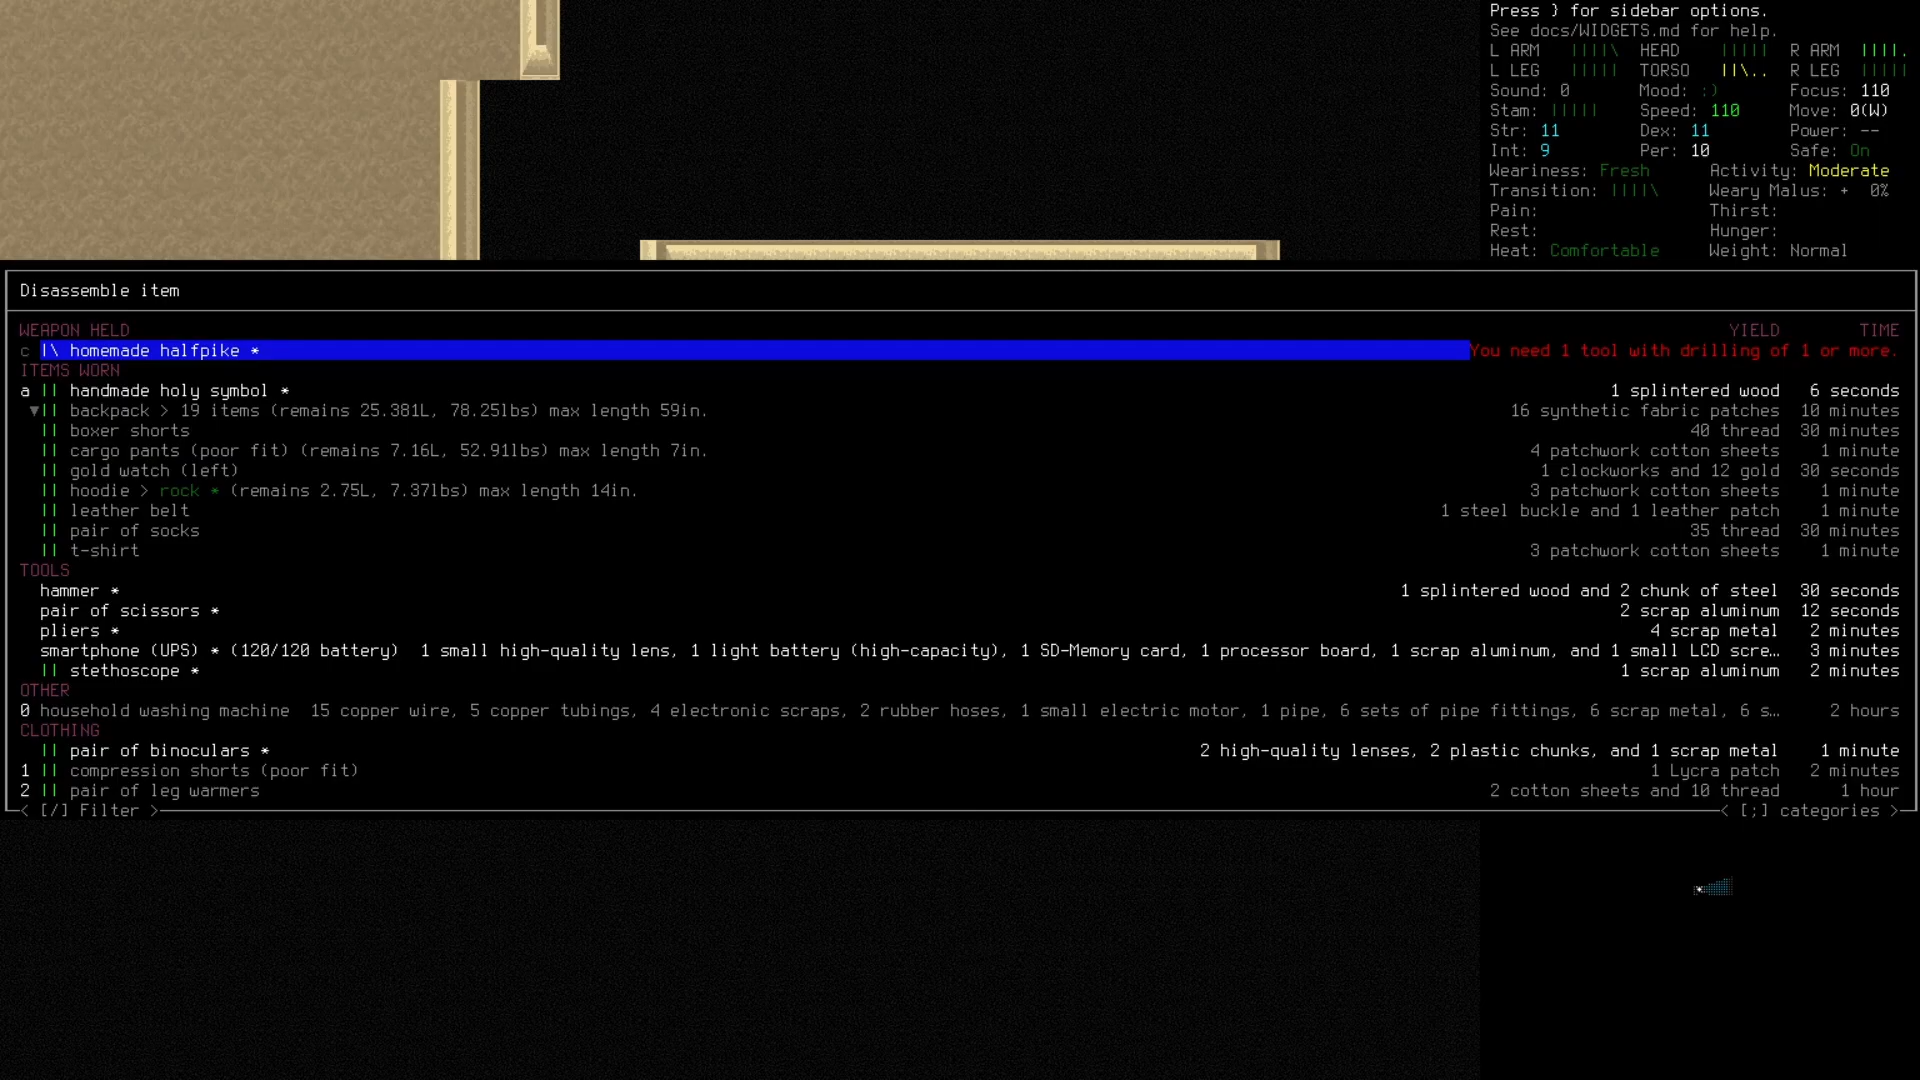 Press } for sidebar options.
See docs/WIDGETS.md for help.
L ARM ||||\ HEAD ||||| R ARM ||||.
L LEG ||||| TORSO ||\.. R LEG |||||
Sound: 0 Mood: :) Focus: 110
Stam: ||||| Speed: 110 Move: 0(W)
Str: 11 Dex: 11 Power: --
Int: 9 Per: 10 Safe: On
Weariness: Fresh Activity: Moderate
Transition: ||||\ Weary Malus: + 0%
Pain: Thirst:
Rest: Hunger:
Heat: Comfortable Weight: Normal
Disassemble item
WEAPON HELD YIELD TIME
c |\ homemade halfpike * You need 1 tool with drilling of 1 or more.
ITEMS WORN
a || handmade holy symbol * 1 splintered wood 6 seconds
▼|| backpack > 19 items (remains 25.381L, 78.25lbs) max length 59in. 16 synthetic fabric patches 10 minutes
|| boxer shorts 40 thread 30 minutes
|| cargo pants (poor fit) (remains 7.16L, 52.91lbs) max length 7in. 4 patchwork cotton sheets 1 minute
|| gold watch (left) 1 clockworks and 12 gold 30 seconds
|| hoodie > rock * (remains 2.75L, 7.37lbs) max length 14in. 3 patchwork cotton sheets 1 minute
|| leather belt 1 steel buckle and 1 leather patch 1 minute
|| pair of socks 35 thread 30 minutes
|| t-shirt 3 patchwork cotton sheets 1 minute
TOOLS
hammer * 1 splintered wood and 2 chunk of steel 30 seconds
pair of scissors * 2 scrap aluminum 12 seconds
pliers * 4 scrap metal 2 minutes
smartphone (UPS) * (120/120 battery) 1 small high-quality lens, 1 light battery (high-capacity), 1 SD-Memory card, 1 processor board, 1 scrap aluminum, and 1 small LCD scre… 3 minutes
|| stethoscope * 1 scrap aluminum 2 minutes
OTHER
0 household washing machine 15 copper wire, 5 copper tubings, 4 electronic scraps, 2 rubber hoses, 1 small electric motor, 1 pipe, 6 sets of pipe fittings, 6 scrap metal, 6 s… 2 hours
CLOTHING
|| pair of binoculars * 2 high-quality lenses, 2 plastic chunks, and 1 scrap metal 1 minute
1 || compression shorts (poor fit) 1 Lycra patch 2 minutes
2 || pair of leg warmers 2 cotton sheets and 10 thread 1 hour
< [/] Filter > < [;] categories >